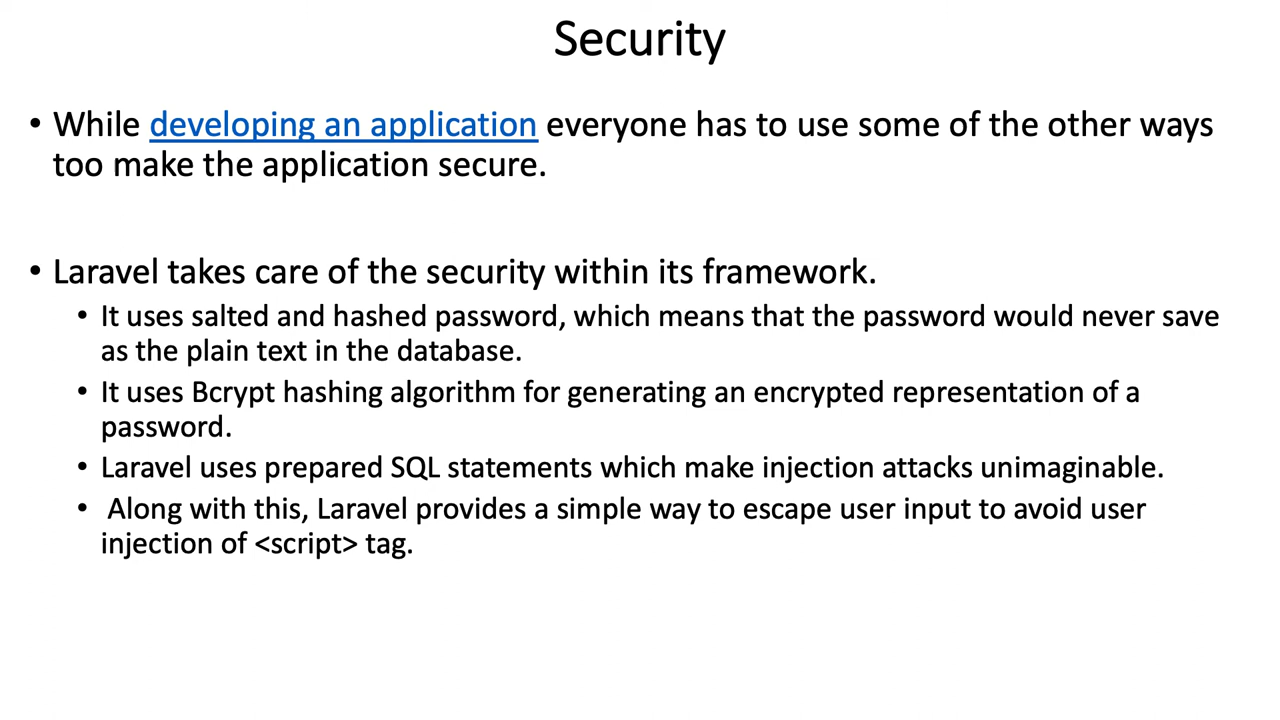 Security
• While developing an application everyone has to use some of the other ways
too make the application secure.
• Laravel takes care of the security within its framework.
• It uses salted and hashed password, which means that the password would never save
as the plain text in the database.
• It uses Bcrypt hashing algorithm for generating an encrypted representation of a
password.
• Laravel uses prepared SQL statements which make injection attacks unimaginable.
• Along with this, Laravel provides a simple way to escape user input to avoid user
injection of <script> tag.